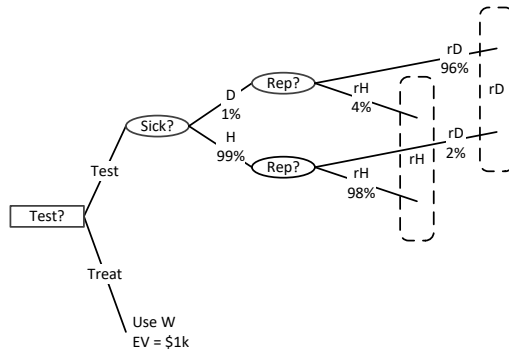 rD
96%
rD
D
1%
Rep?
rH
4%
Sick?
H
99%
rD
2%
rH
Test
Rep?
rH
98%
Test?
Treat
Use W
EV = $1k